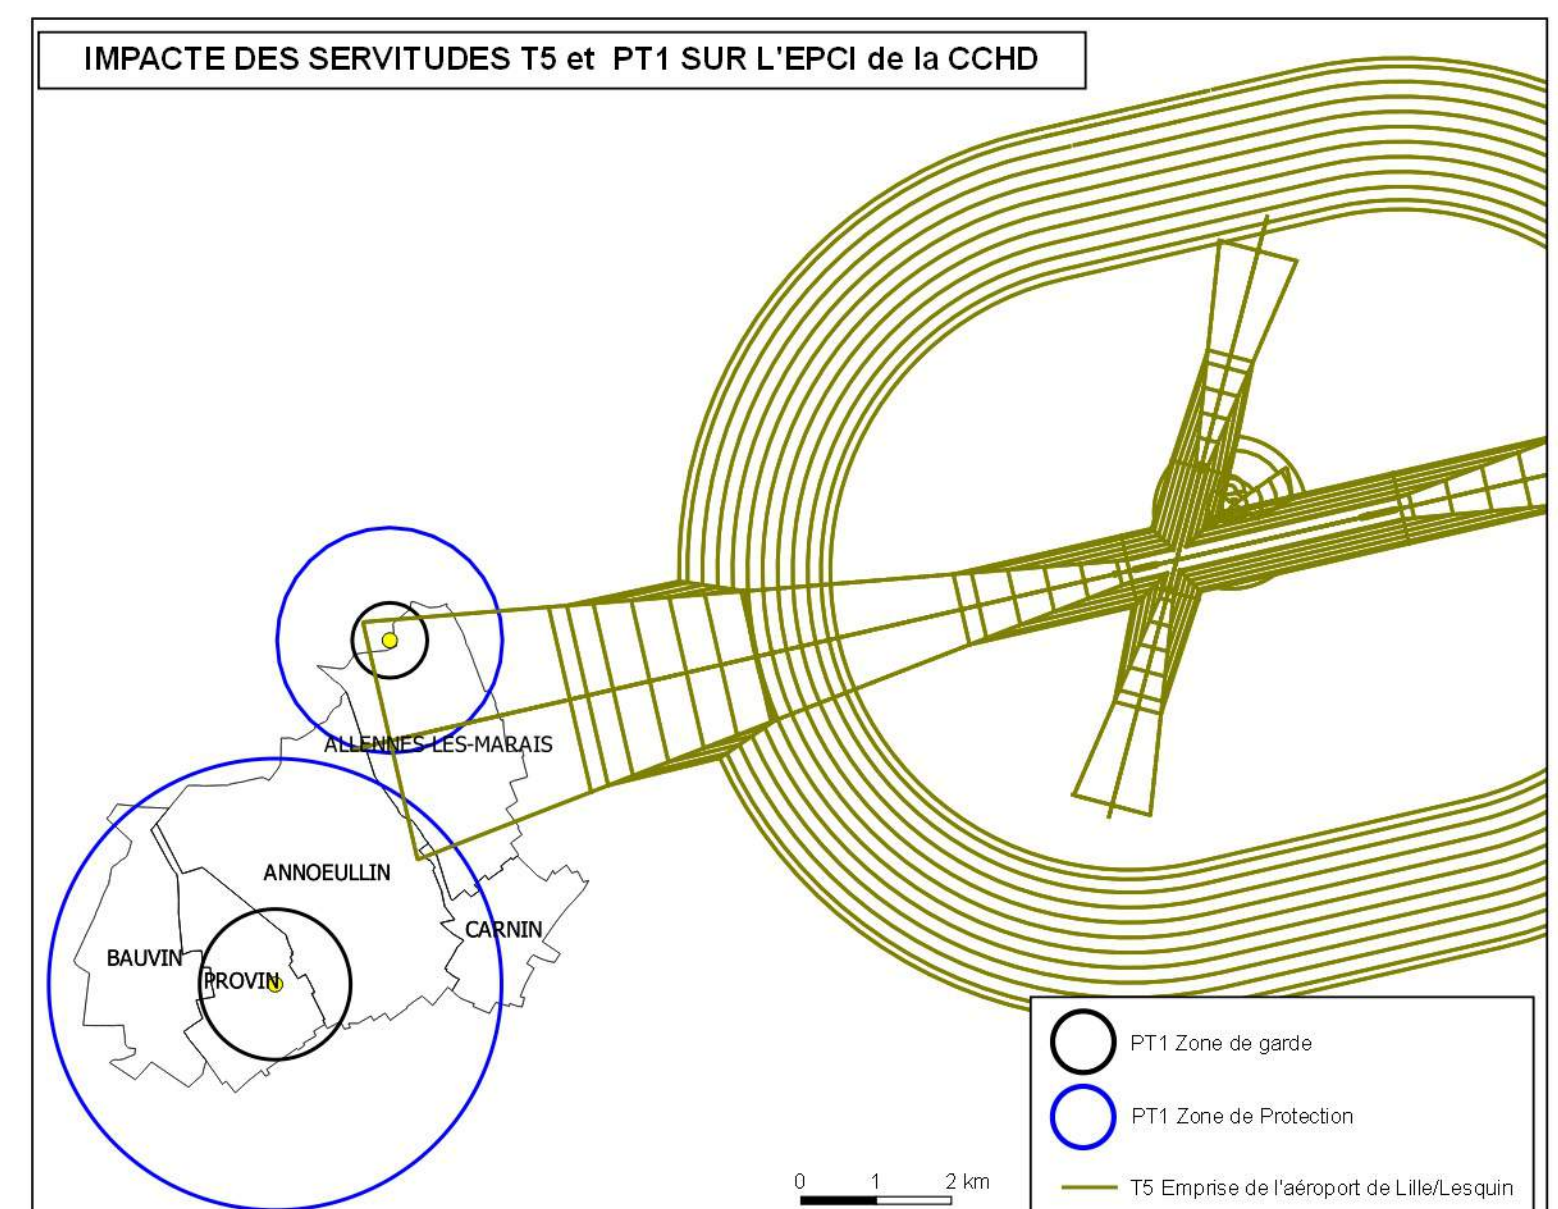 IMPACTE DES SERVITUDES T5 et PT1 SUR L'EPCI de la CCHD
ALLENNES-LES-MARAIS
ANNOEULLIN
CARNIN
BAUVIN
PROVIN
0 1 2 km
PT1 Zone de garde
PT1 Zone de Protection
T5 Emprise de l'aéroport de Lille/Lesquin